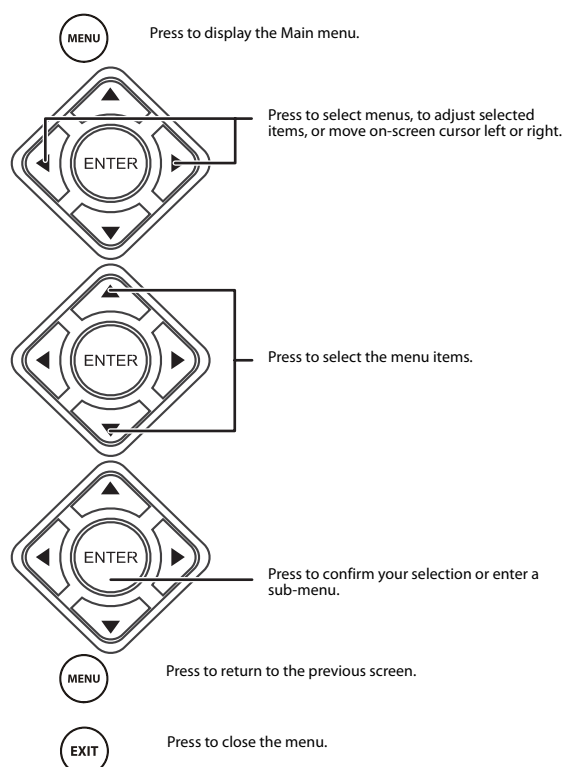 MENU
Press to display the Main menu.
ENTER
Press to select menus, to adjust selected
items, or move on-screen cursor left or right.
ENTER
Press to select the menu items.
ENTER
Press to confirm your selection or enter a
sub-menu.
MENU
Press to return to the previous screen.
EXIT
Press to close the menu.